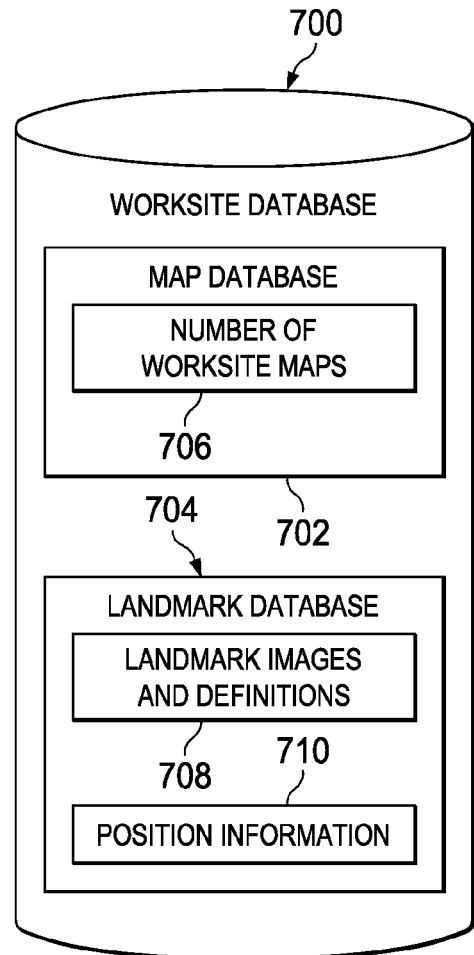 700
WORKSITE DATABASE
MAP DATABASE
NUMBER OF
WORKSITE MAPS
706
704
702
LANDMARK DATABASE
LANDMARK IMAGES
AND DEFINITIONS
708
710
POSITION INFORMATION